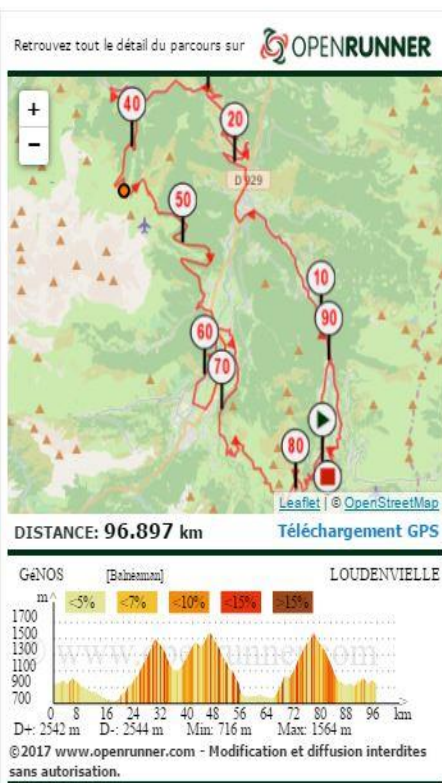 Retrouvez tout le détail du parcours sur OPENRUNNER
+
-
40
20
D 929
50
10
90
60
70
80
Leaflet | © OpenStreetMap
DISTANCE: 96.897 km Téléchargement GPS
GéNOS [Balnéaman] LOUDENVIELLE
m <5% <7% <10% <15% >15%
1700
1500
1300
1100
900
700
www.openrunner.com
0 8 16 24 32 40 48 56 64 72 80 88 96 km
D+: 2542 m D-: 2544 m Min: 716 m Max: 1564 m
©2017 www.openrunner.com - Modification et diffusion interdites
sans autorisation.